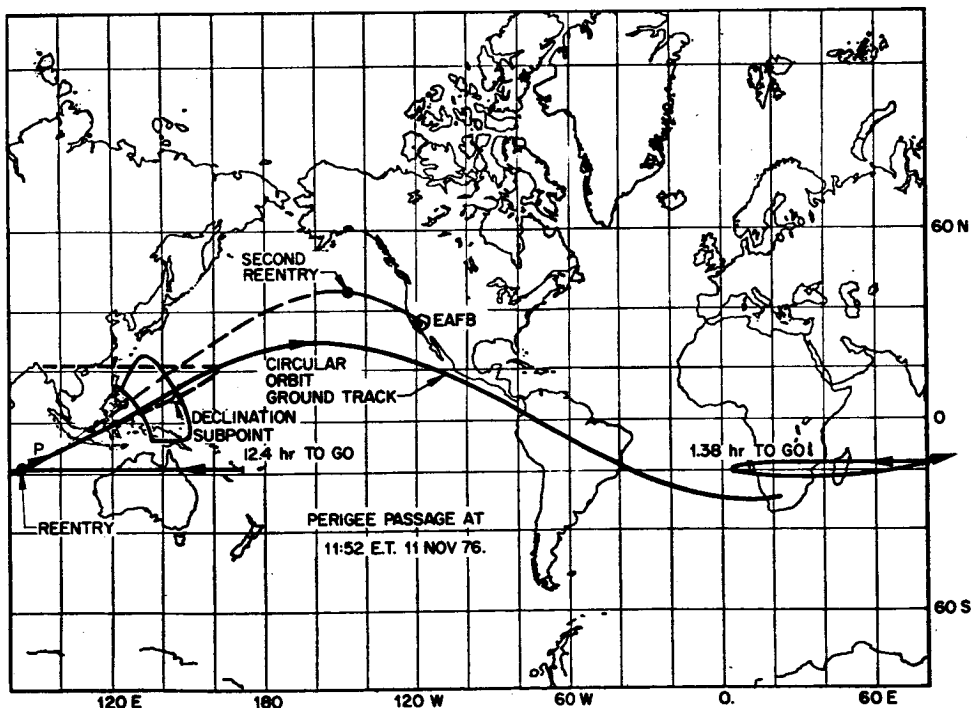 60 N
SECOND
REENTRY
EAFB
CIRCULAR
ORBIT
GROUND TRACK
0
DECLINATION
SUBPOINT
P
12.4 hr TO GO
1.38 hr TO GO
REENTRY
PERIGEE PASSAGE AT
11:52 E.T. 11 NOV 76.
60 S
120 E
180
120 W
60 W
0.
60 E